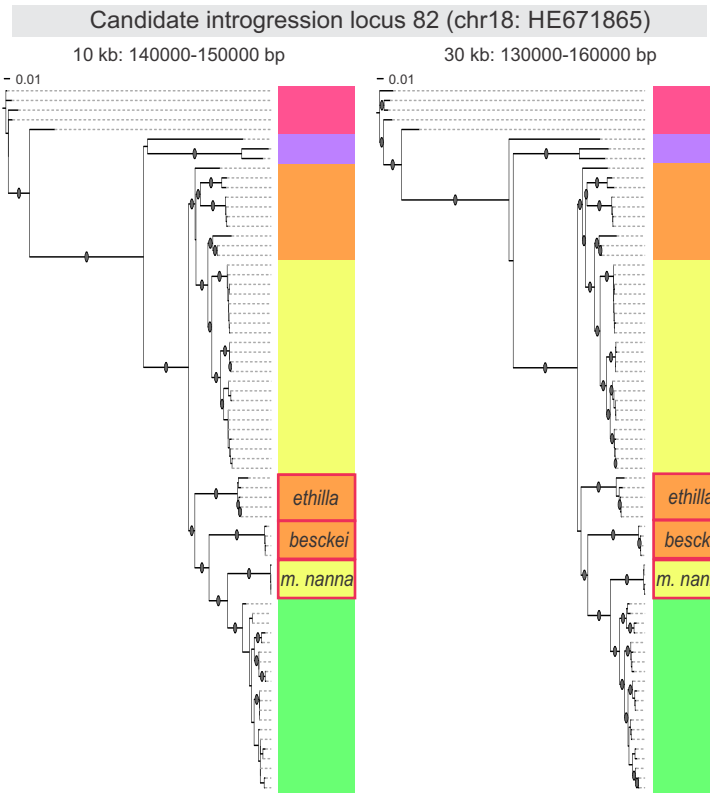 Candidate introgression locus 82 (chr18: HE671865)
10 kb: 140000-150000 bp
30 kb: 130000-160000 bp
0.01
0.01
ethilla
ethilla
besckei
besck
m. nanna
m. nan